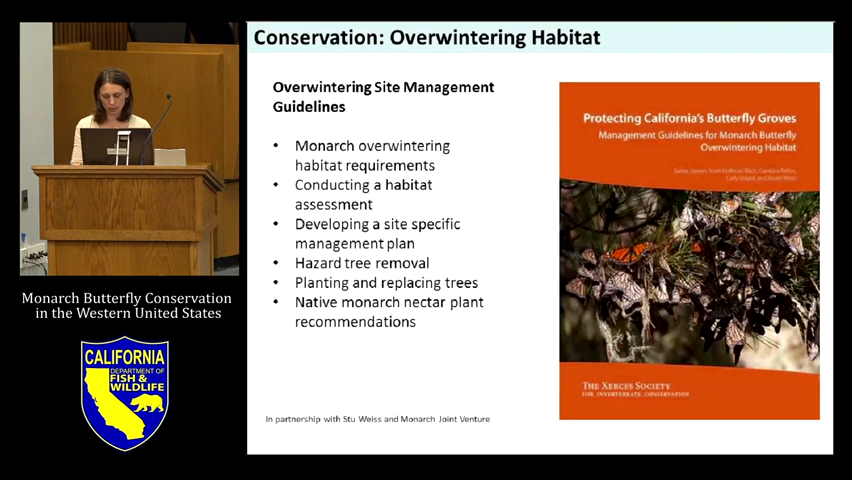 Conservation: Overwintering Habitat
Overwintering Site Management
Guidelines
• Monarch overwintering
habitat requirements
• Conducting a habitat
assessment
• Developing a site specific
management plan
• Hazard tree removal
• Planting and replacing trees
• Native monarch nectar plant
recommendations
In partnership with Stu Weiss and Monarch Joint Venture
Protecting California's Butterfly Groves
Management Guidelines for Monarch Butterfly
Overwintering Habitat
The Xerces Society
for Invertebrate Conservation
Monarch Butterfly Conservation
in the Western United States
CALIFORNIA
DEPARTMENT OF
FISH &
WILDLIFE